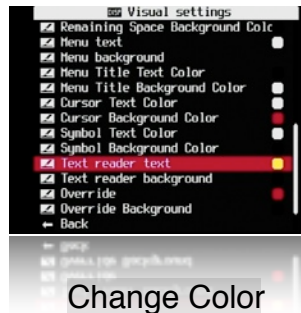 DSP Visual settings
Remaining Space Background Colo
Menu text
Menu background
Menu Title Text Color
Menu Title Background Color
Cursor Text Color
Cursor Background Color
Symbol Text Color
Symbol Background Color
Text reader text
Text reader background
Override
Override Background
← Back
Change Color